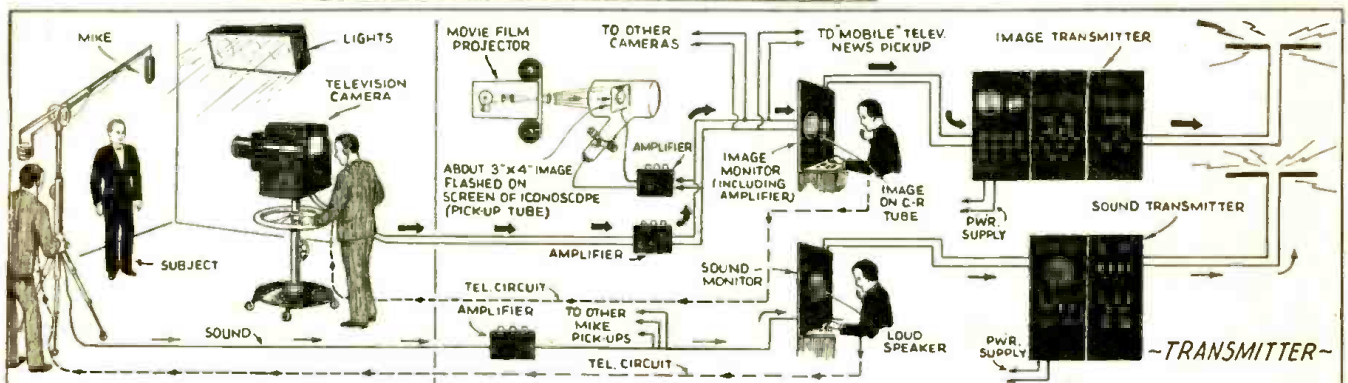 MIKE
LIGHTS
TELEVISION
CAMERA
SUBJECT
MOVIE FILM
PROJECTOR
ABOUT 3"X4" IMAGE
FLASHED ON
SCREEN OF ICONOSCOPE
(PICK-UP TUBE)
AMPLIFIER
AMPLIFIER
TO OTHER
CAMERAS
TO "MOBILE" TELEV.
NEWS PICKUP
IMAGE
MONITOR
(INCLUDING
AMPLIFIER)
IMAGE
ON C-R
TUBE
IMAGE TRANSMITTER
PWR.
SUPPLY
SOUND TRANSMITTER
SOUND
MONITOR
TEL. CIRCUIT
AMPLIFIER
TO OTHER
MIKE
PICK-UPS
SOUND
TEL. CIRCUIT
LOUD
SPEAKER
PWR.
SUPPLY
~TRANSMITTER~